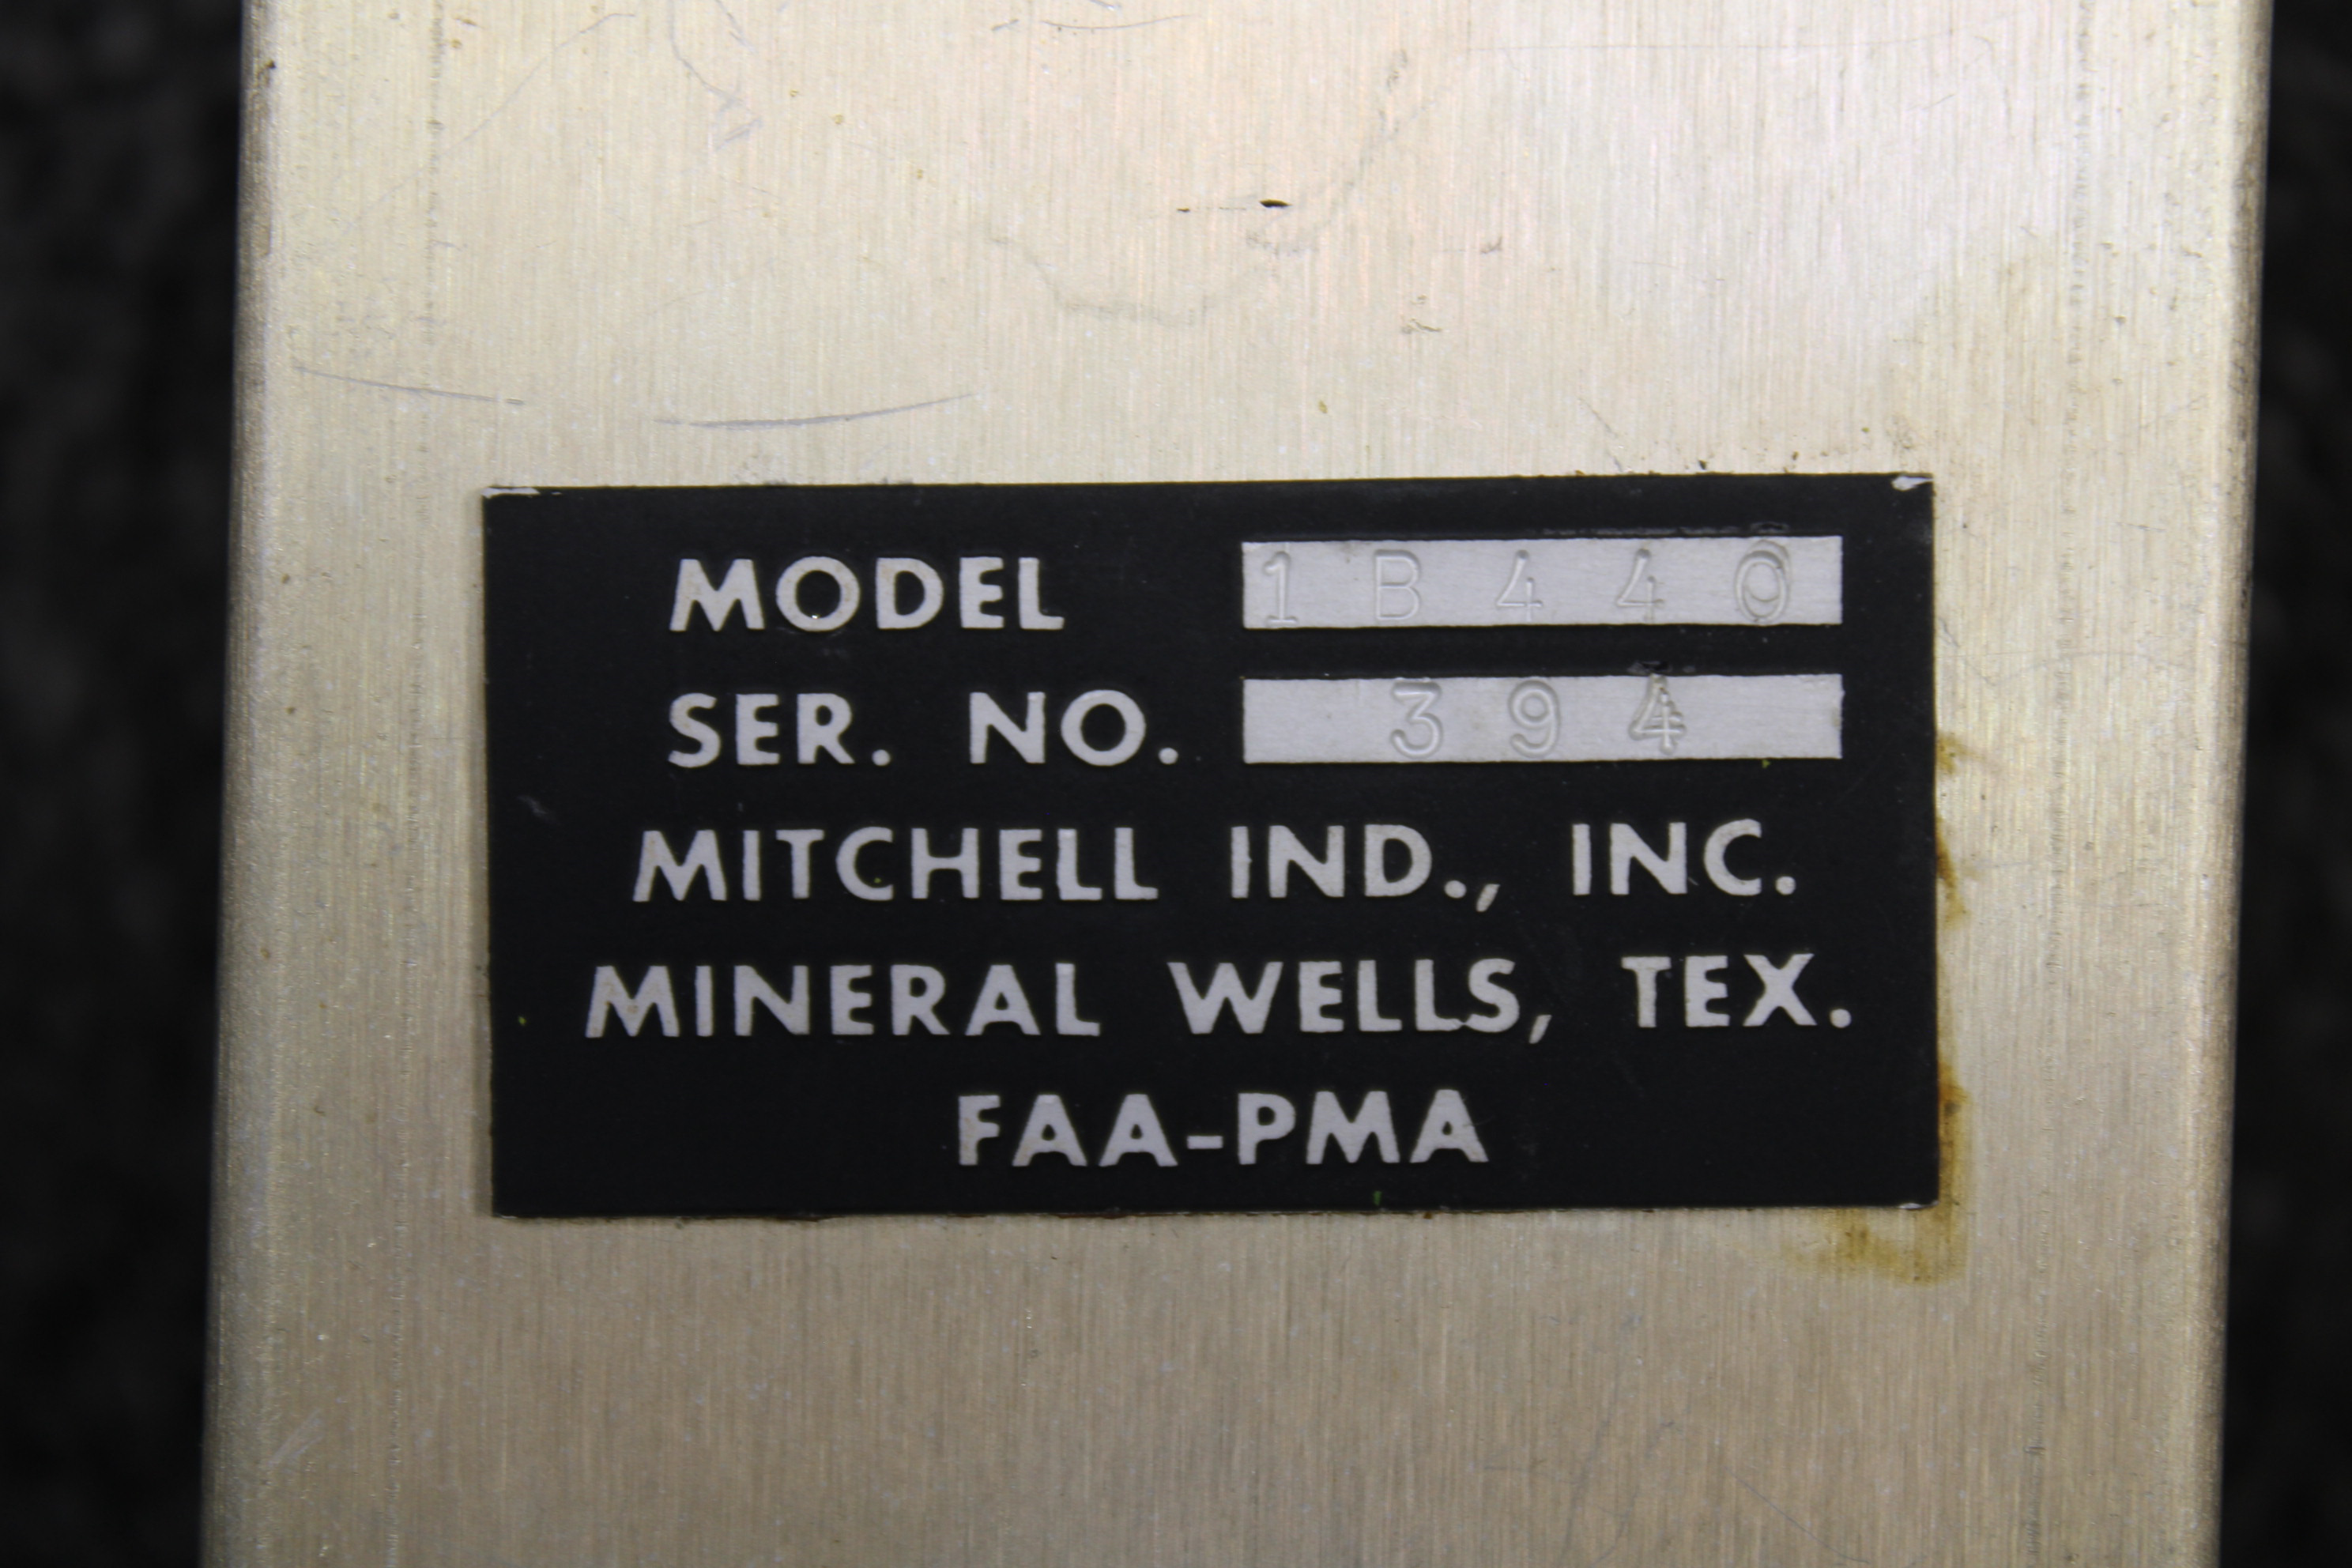 MODEL 1B440
SER. NO. 394
MITCHELL IND., INC.
MINERAL WELLS, TEX.
FAA-PMA